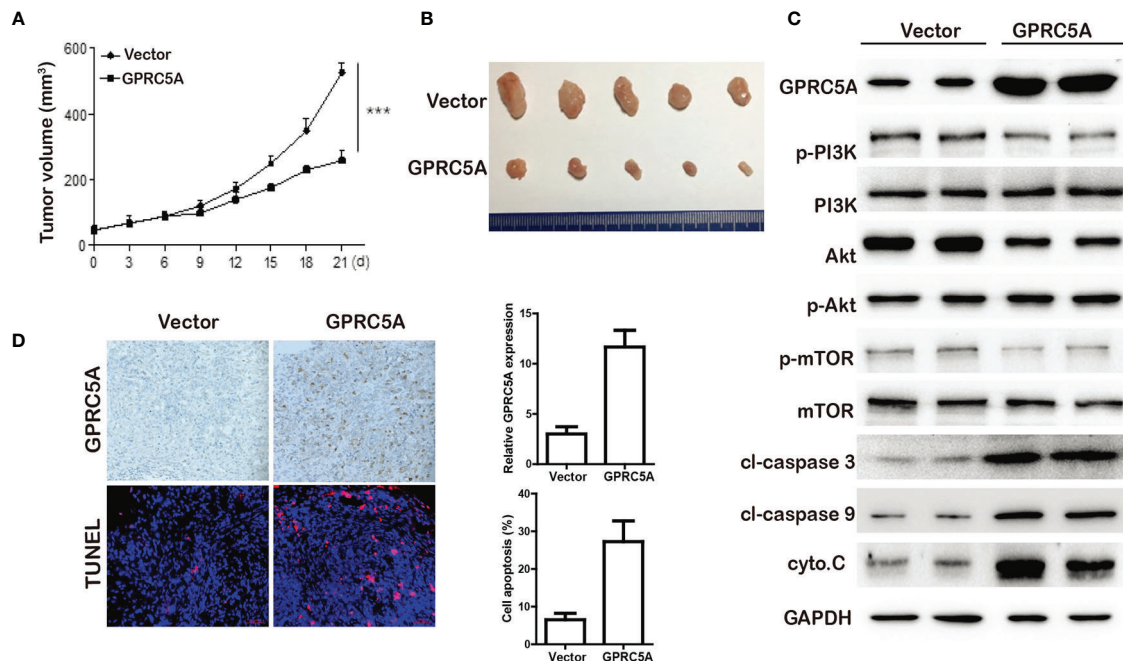 A
Vector
GPRC5A
Tumor volume (mm³)
600
400
200
0
0 3 6 9 12 15 18 21 (d)
***
B
Vector
GPRC5A
C
Vector GPRC5A
GPRC5A
p-PI3K
PI3K
Akt
p-Akt
p-mTOR
mTOR
cl-caspase 3
cl-caspase 9
cyto.C
GAPDH
D
Vector GPRC5A
GPRC5A
TUNEL
Relative GPRC5A expression
15
10
5
0
Vector GPRC5A
Cell apoptosis (%)
40
30
20
10
0
Vector GPRC5A